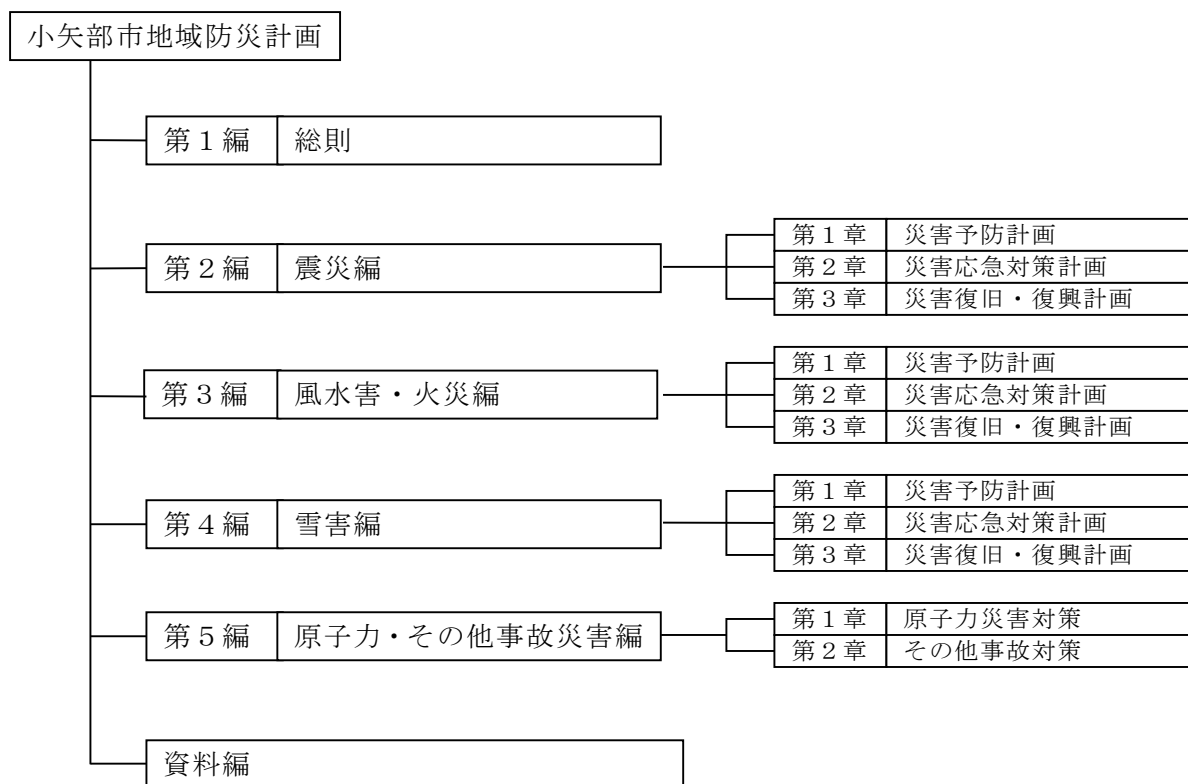 小矢部市地域防災計画
第１編 総則
第２編 震災編
第１章 災害予防計画
第２章 災害応急対策計画
第３章 災害復旧・復興計画
第３編 風水害・火災編
第１章 災害予防計画
第２章 災害応急対策計画
第３章 災害復旧・復興計画
第４編 雪害編
第１章 災害予防計画
第２章 災害応急対策計画
第３章 災害復旧・復興計画
第５編 原子力・その他事故災害編
第１章 原子力災害対策
第２章 その他事故対策
資料編